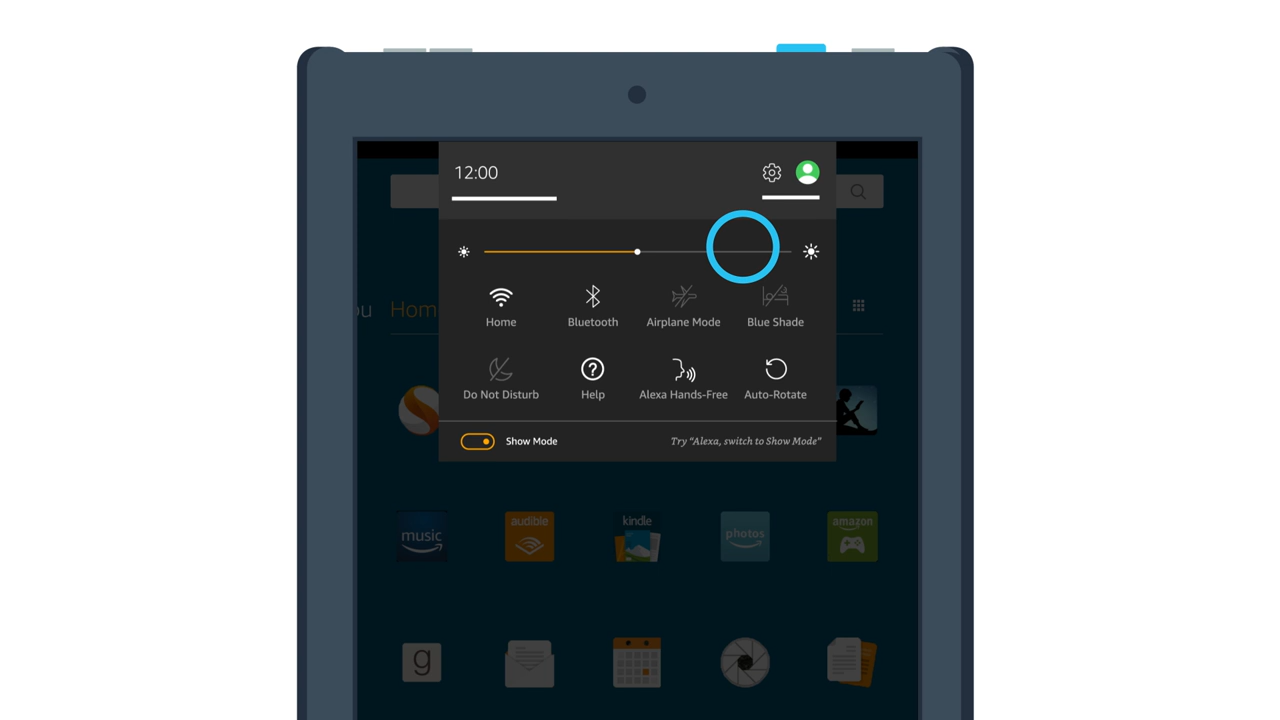 12:00
ou Hom
Home Bluetooth Airplane Mode Blue Shade
Do Not Disturb Help Alexa Hands-Free Auto-Rotate
Show Mode Try “Alexa, switch to Show Mode”
music audible kindle photos amazon
g